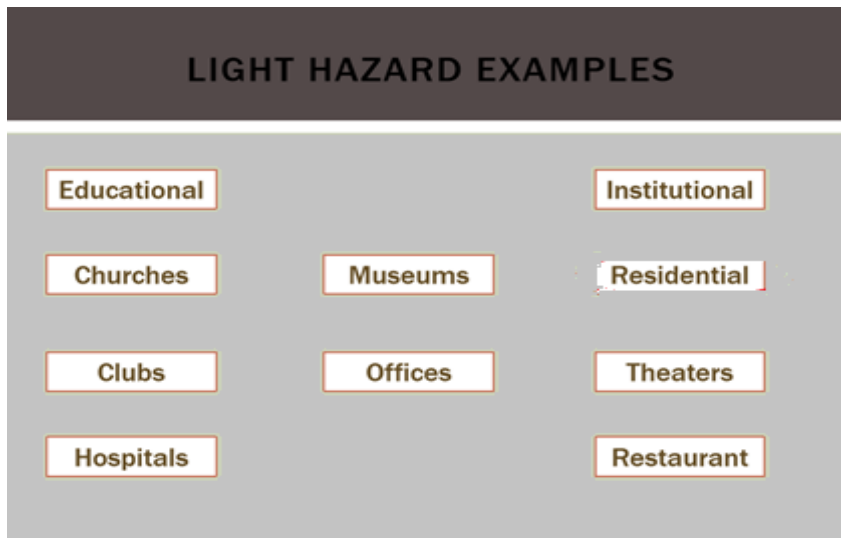 LIGHT HAZARD EXAMPLES
Educational
Institutional
Churches
Museums
Residential
Clubs
Offices
Theaters
Hospitals
Restaurant